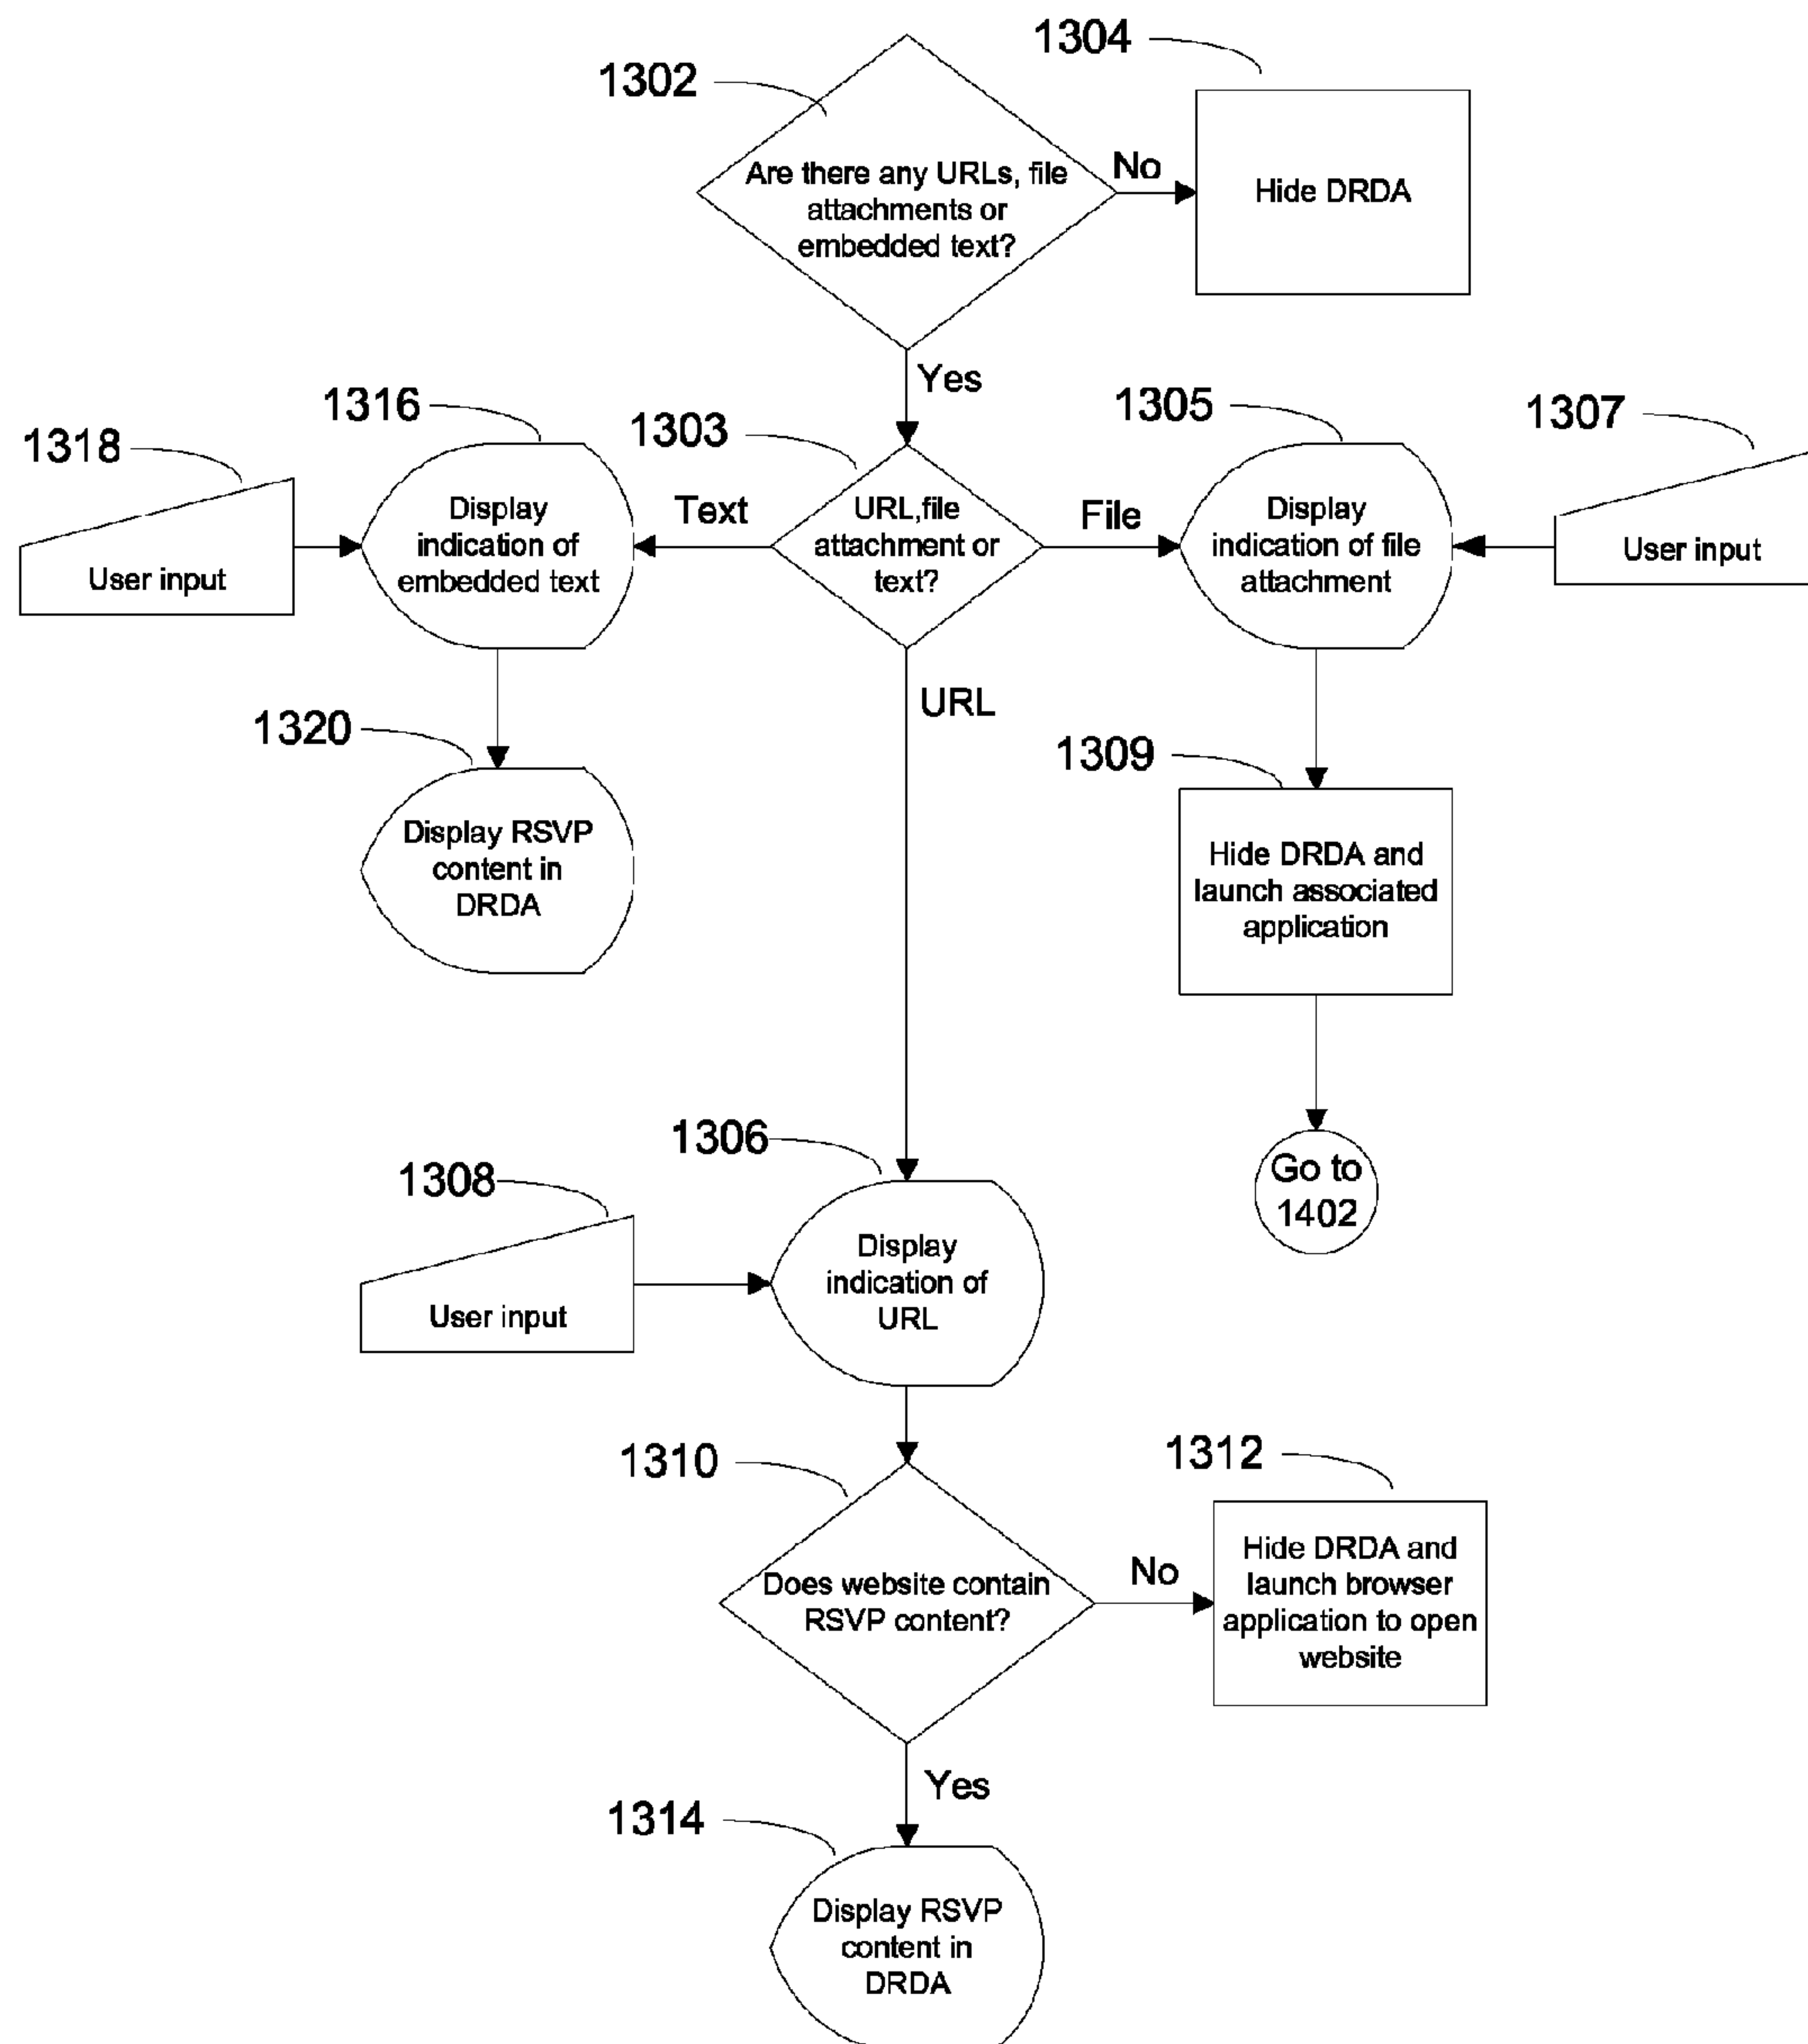 1304
1302
Are there any URLs, file
attachments or
embedded text?
No
Hide DRDA
Yes
1316
1303
1305
1307
1318
Display
indication of
embedded text
Text
URL,file
attachment or
text?
File
Display
indication of file
attachment
User input
User input
URL
1320
1309
Display RSVP
content in
DRDA
Hide DRDA and
launch associated
application
1306
1308
Go to
1402
Display
indication of
URL
User input
1310
1312
Does website contain
RSVP content?
No
Hide DRDA and
launch browser
application to open
website
Yes
1314
Display RSVP
content in
DRDA